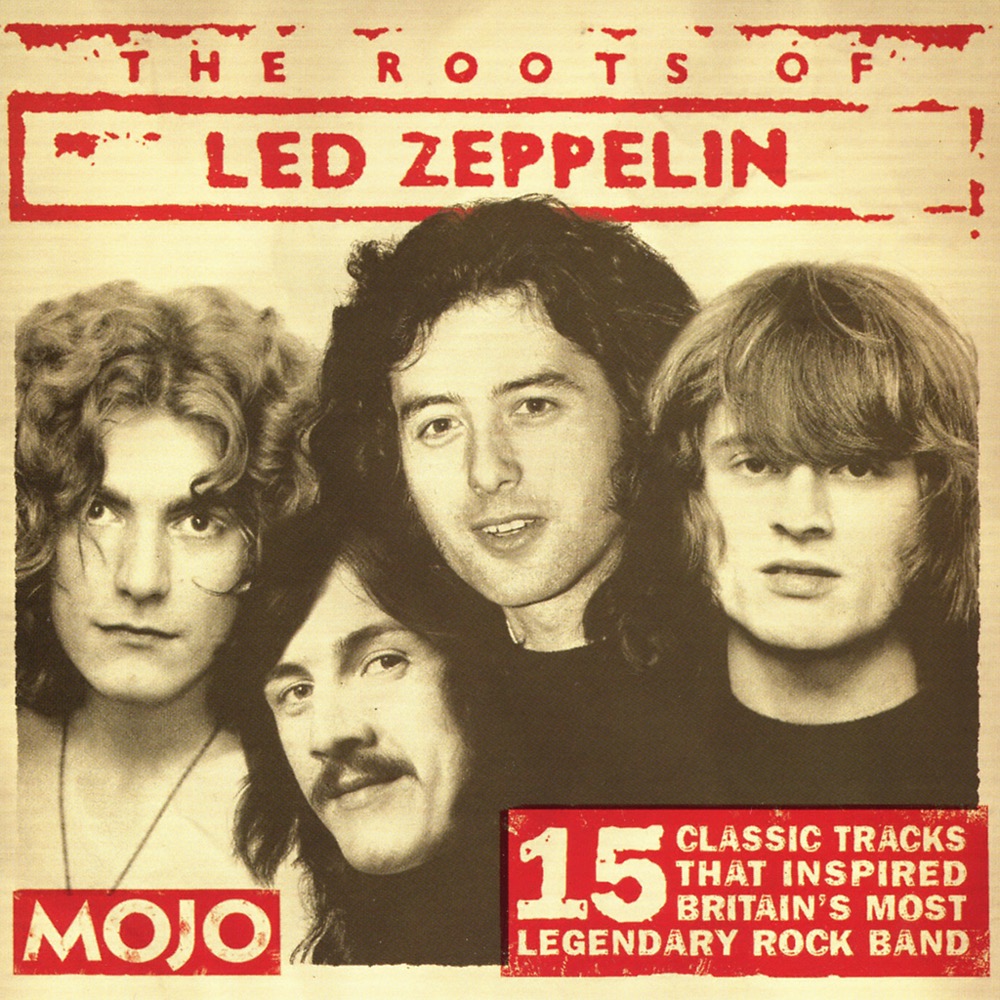 THE ROOTS OF
LED ZEPPELIN
15 CLASSIC TRACKS
THAT INSPIRED
BRITAIN'S MOST
LEGENDARY ROCK BAND
MOJO